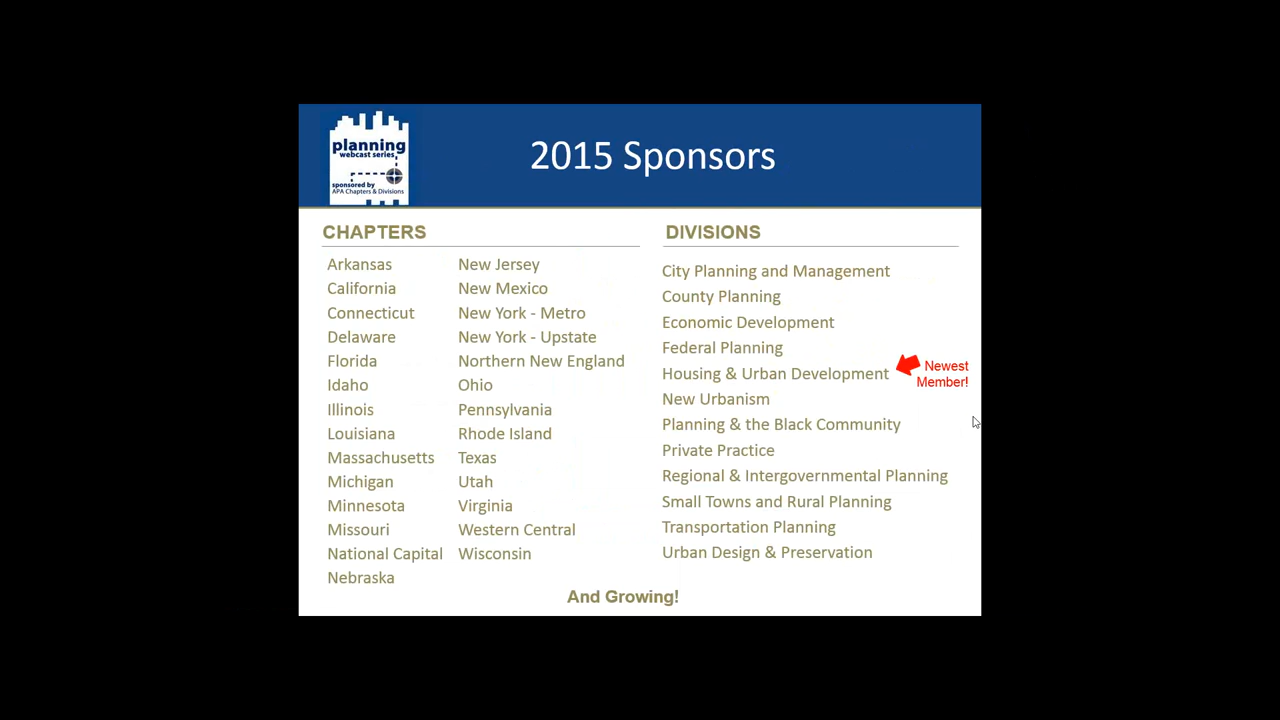 planning
webcast series
sponsored by
APA Chapters & Divisions
2015 Sponsors
CHAPTERS
Arkansas
California
Connecticut
Delaware
Florida
Idaho
Illinois
Louisiana
Massachusetts
Michigan
Minnesota
Missouri
National Capital
Nebraska
New Jersey
New Mexico
New York - Metro
New York - Upstate
Northern New England
Ohio
Pennsylvania
Rhode Island
Texas
Utah
Virginia
Western Central
Wisconsin
DIVISIONS
City Planning and Management
County Planning
Economic Development
Federal Planning
Housing & Urban Development
Newest
Member!
New Urbanism
Planning & the Black Community
Private Practice
Regional & Intergovernmental Planning
Small Towns and Rural Planning
Transportation Planning
Urban Design & Preservation
And Growing!